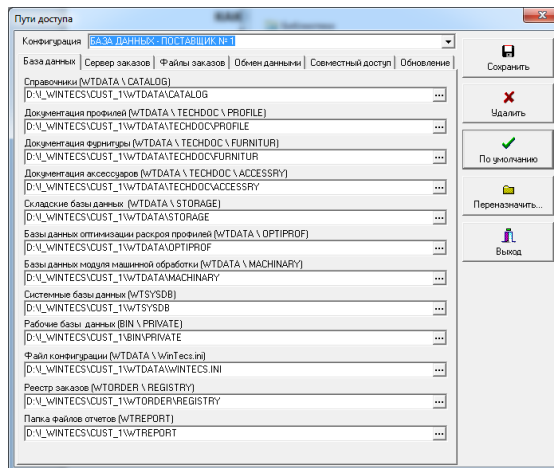 Пути доступа
Конфигурация БАЗА ДАННЫХ - ПОСТАВЩИК № 1
База данных Сервер заказов Файлы заказов Обмен данными Совместный доступ Обновление
Справочники (WTDATA \ CATALOG)
D:\!_WINTECS\CUST_1\WTDATA\CATALOG ...
Документация профилей (WTDATA \ TECHDOC \ PROFILE)
D:\!_WINTECS\CUST_1\WTDATA\TECHDOC\PROFILE ...
Документация фурнитуры (WTDATA \ TECHDOC \ FURNITUR)
D:\!_WINTECS\CUST_1\WTDATA\TECHDOC\FURNITUR ...
Документация аксессуаров (WTDATA \ TECHDOC \ ACCESSRY)
D:\!_WINTECS\CUST_1\WTDATA\TECHDOC\ACCESSRY ...
Складские базы данных (WTDATA \ STORAGE)
D:\!_WINTECS\CUST_1\WTDATA\STORAGE ...
Базы данных оптимизации раскроя профилей (WTDATA \ OPTIPROF)
D:\!_WINTECS\CUST_1\WTDATA\OPTIPROF ...
Базы данных модуля машинной обработки (WTDATA \ MACHINARY)
D:\!_WINTECS\CUST_1\WTDATA\MACHINARY ...
Системные базы данных (WTSYSDB)
D:\!_WINTECS\CUST_1\WTSYSDB ...
Рабочие базы данных (BIN \ PRIVATE)
D:\!_WINTECS\CUST_1\BIN\PRIVATE ...
Файл конфигурации (WTDATA \ WinTecs.ini)
D:\!_WINTECS\CUST_1\WTDATA\WINTECS.INI ...
Реестр заказов (WTORDER \ REGISTRY)
D:\!_WINTECS\CUST_1\WTORDER\REGISTRY ...
Папка файлов отчетов (WTREPORT)
D:\!_WINTECS\CUST_1\WTREPORT ...
Сохранить
Удалить
По умолчанию
Переназначить...
Выход